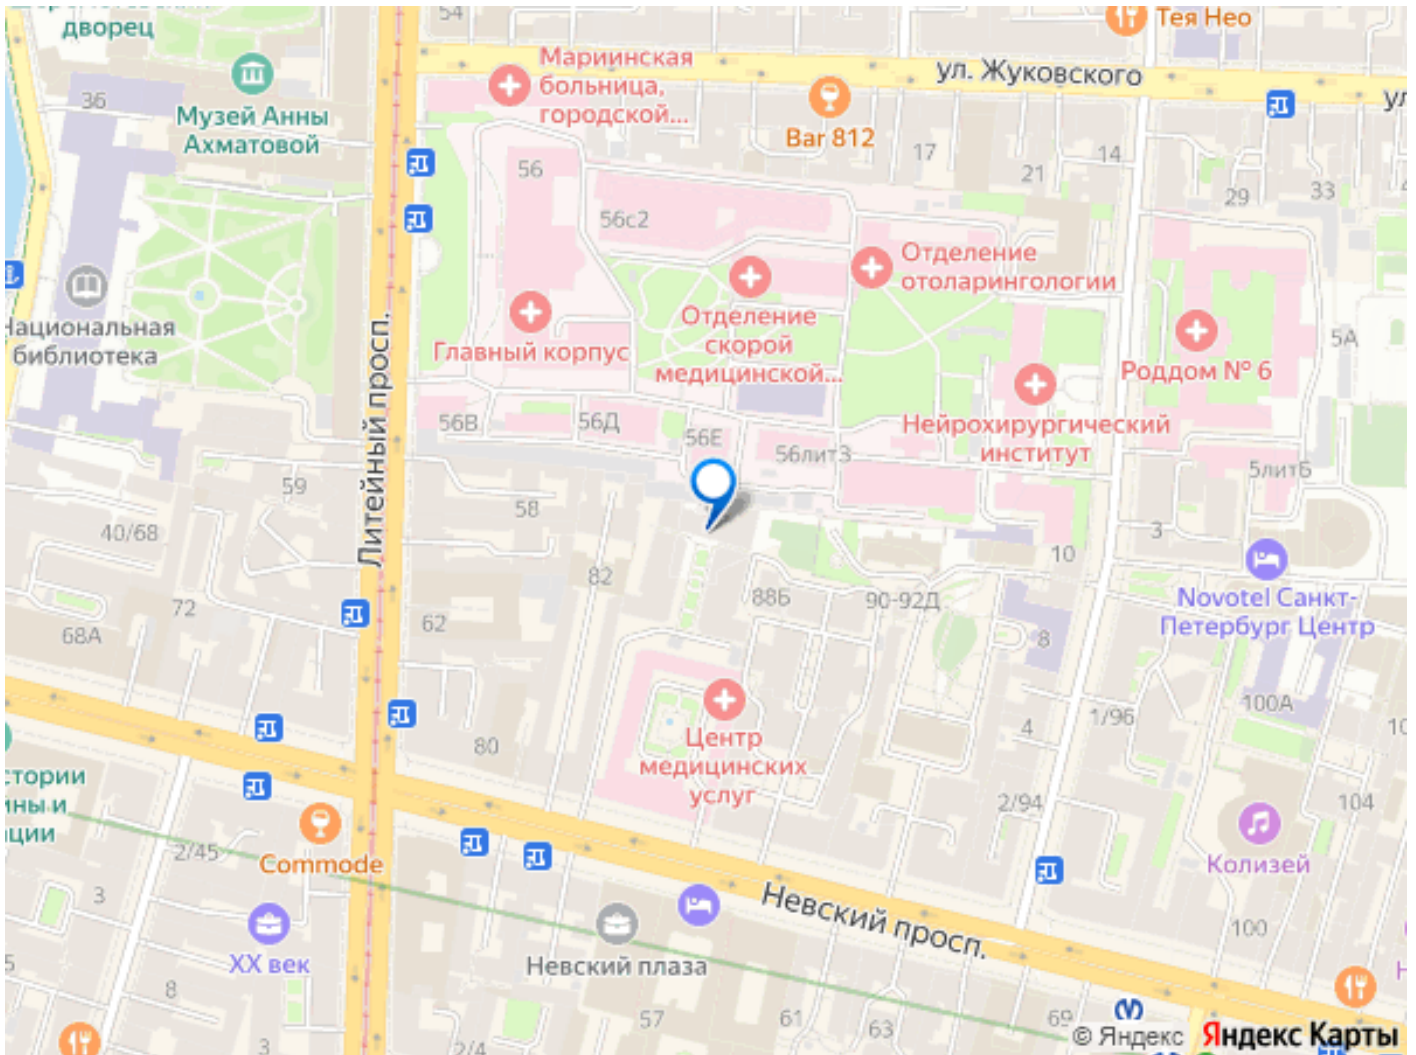 дворец
54
Тея Нео
Мариинская
больница,
городской...
ул. Жуковского
36
Музей Анны
Ахматовой
Bar 812
17
14
21
56
29
33
56с2
Отделение
отоларингологии
Национальная
библиотека
Отделение
скорой
медицинской...
Главный корпус
5А
Роддом № 6
Литейный просп.
56В
56Д
56Е
56лит3
Нейрохирургический
институт
5литБ
59
58
40/68
3
10
82
88Б
90-92Д
Novotel Санкт-
Петербург Центр
72
68А
62
8
100А
1/96
4
80
Центр
медицинских
услуг
2/94
104
Commode
2/45
Колизей
3
Невский просп.
100
XX век
Невский плаза
8
57
61
63
69
3
2/4
© Яндекс Яндекс Карты